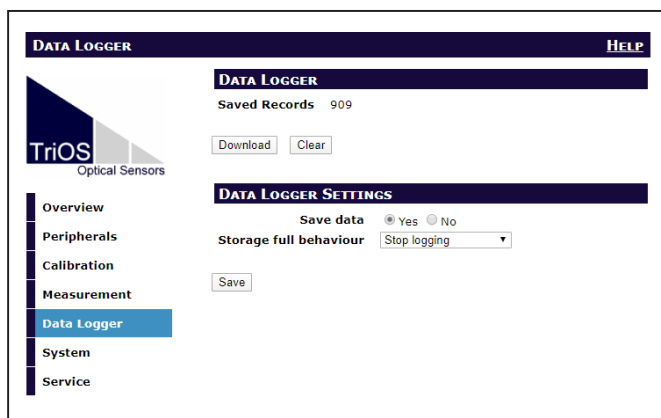 DATA LOGGER
HELP
TriOS
Optical Sensors
Overview
Peripherals
Calibration
Measurement
Data Logger
System
Service
DATA LOGGER
Saved Records 909
Download Clear
DATA LOGGER SETTINGS
Save data Yes No
Storage full behaviour Stop logging
Save